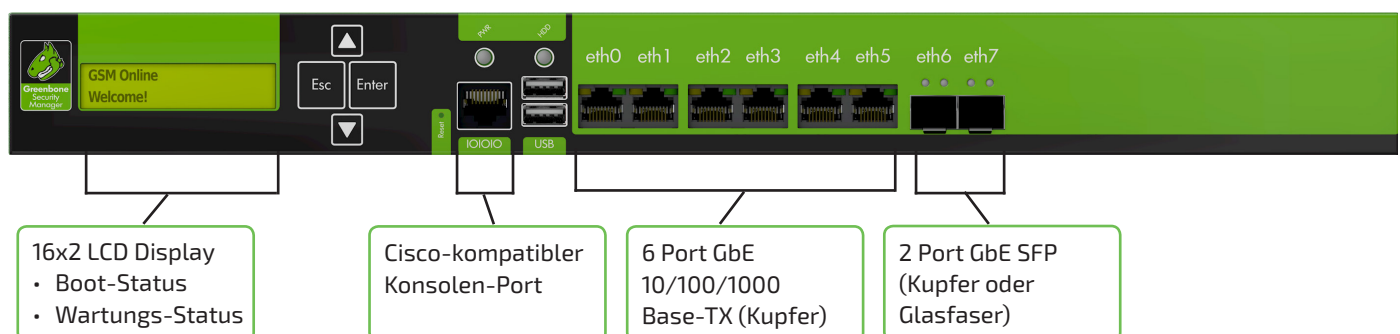 PWR
HDD
eth0 eth1 eth2 eth3 eth4 eth5 eth6 eth7
GSM Online
Welcome!
Esc
Enter
Greenbone
Security
Manager
Reset
IOIOIO
USB
16x2 LCD Display
• Boot-Status
• Wartungs-Status
Cisco-kompatibler
Konsolen-Port
6 Port GbE
10/100/1000
Base-TX (Kupfer)
2 Port GbE SFP
(Kupfer oder
Glasfaser)